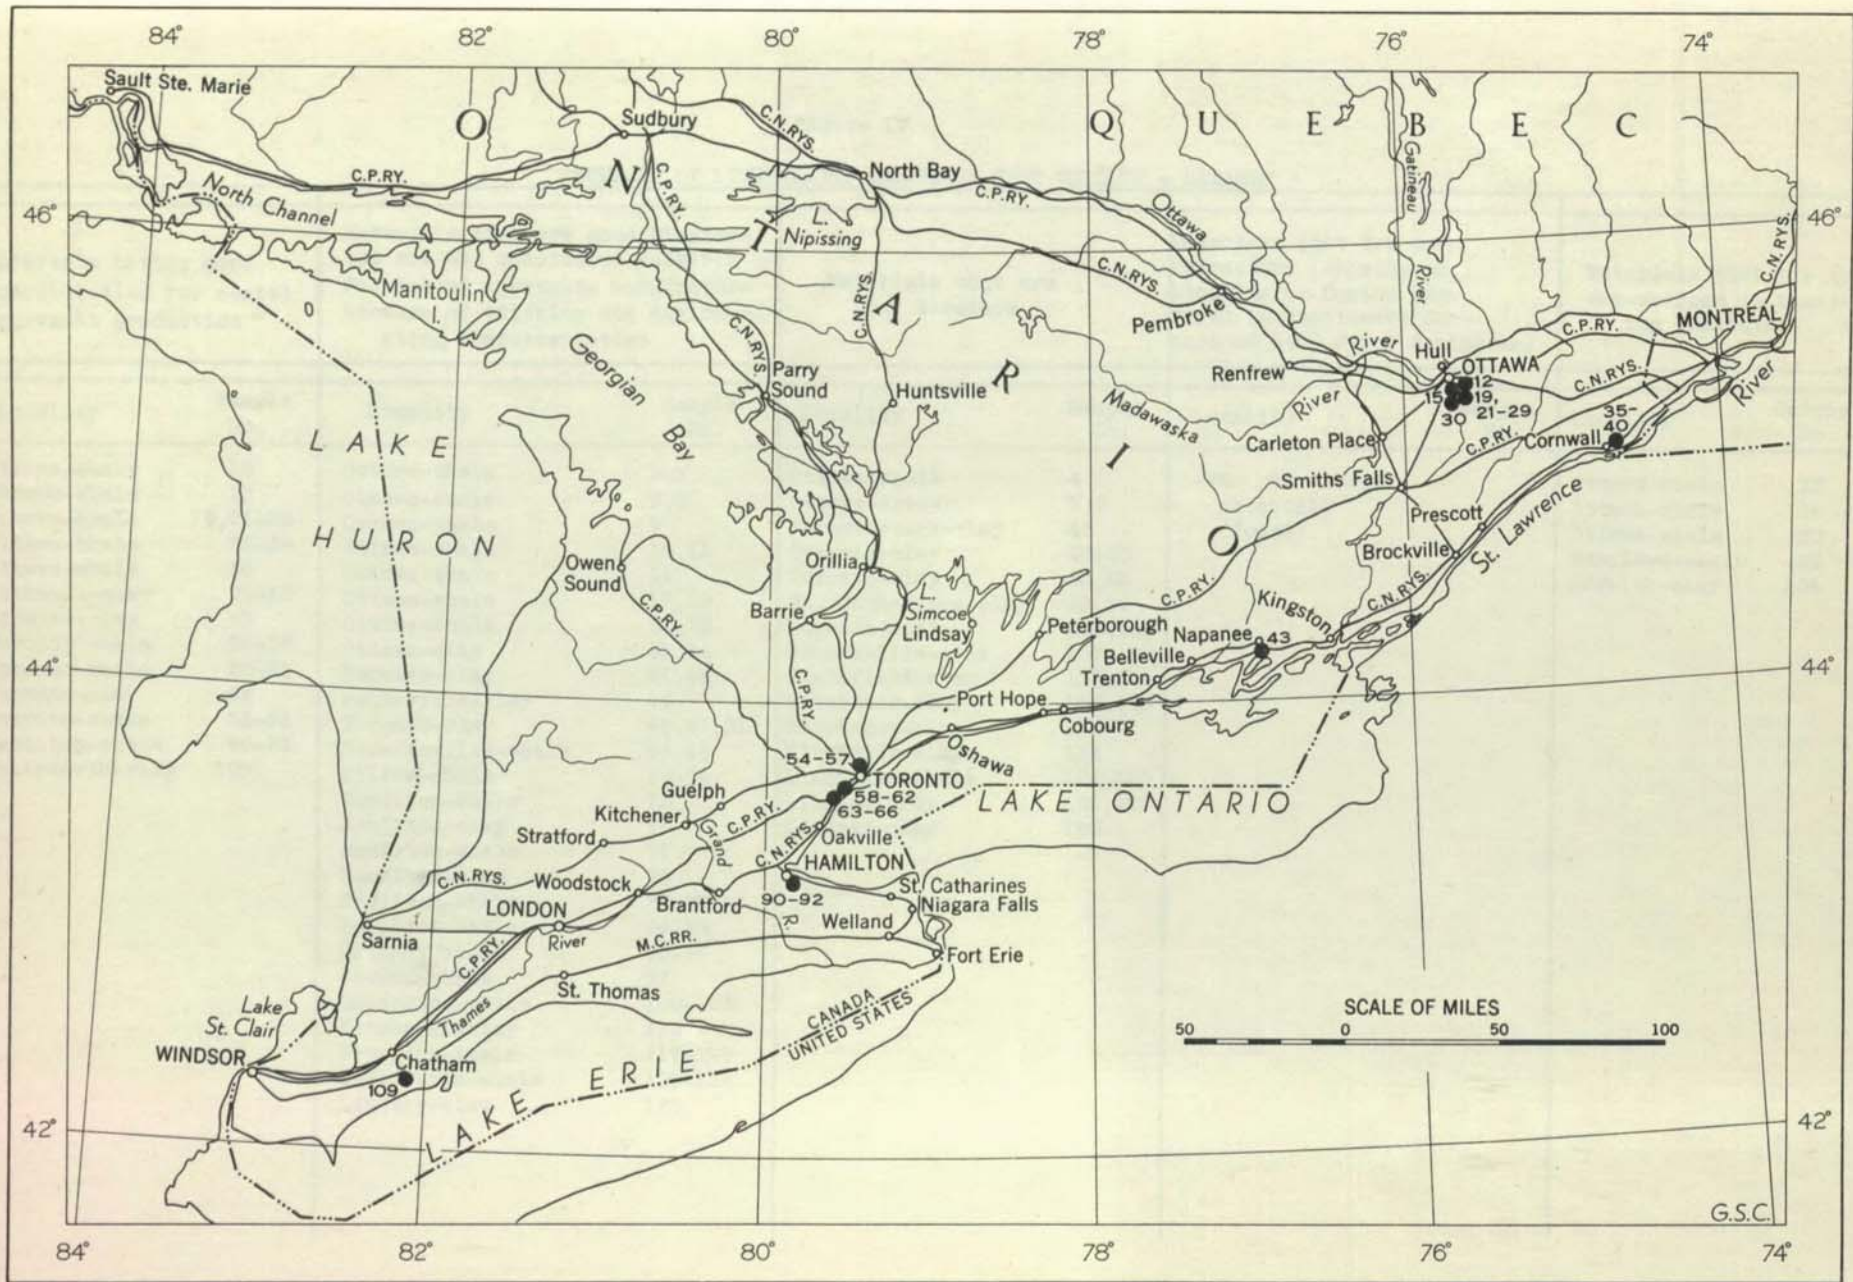 84° 82° 80° 78° 76° 74°
Sault Ste. Marie
Sudbury
C.N.RYS.
ONTARIO
QUEBEC
C.P.RY.
North Channel
C.P.RY.
North Bay
C.P.RY.
Ottawa
Gatineau
River
46°
46°
L. Nipissing
Manitoulin
I.
C.N.RYS.
C.N.RYS.
C.N.RYS.
C.N.RYS.
Pembroke
MONTREAL
C.P.RY.
Georgian
Bay
Parry
Sound
Huntsville
Renfrew
River
Hull
OTTAWA
12
15
19,
21-29
30
C.N.RYS.
River
Madawaska
River
Carleton Place
35-
40
Cornwall
C.P.RY.
LAKE
HURON
Smiths Falls
Prescott
Brockville
St. Lawrence
Owen
Sound
Orillia
C.P.RY.
Barrie
L.
Simcoe
Lindsay
C.P.RY.
Peterborough
Kingston
C.N.RYS.
Napanee
43
Belleville
Trenton
44°
44°
C.P.RY.
Port Hope
Cobourg
Oshawa
54-57
TORONTO
58-62
63-66
LAKE ONTARIO
Guelph
Kitchener
C.P.RY.
Grand
Stratford
Oakville
C.N.RYS.
HAMILTON
C.N.RYS.
Woodstock
Brantford
90-92
St. Catharines
Niagara Falls
LONDON
R.
Welland
Sarnia
River
M.C.RR.
Fort Erie
C.P.RY.
St. Thomas
Thames
Lake
St. Clair
CANADA
UNITED STATES
SCALE OF MILES
50 0 50 100
WINDSOR
Chatham
109
LAKE ERIE
42°
42°
G.S.C.
84° 82° 80° 78° 76° 74°